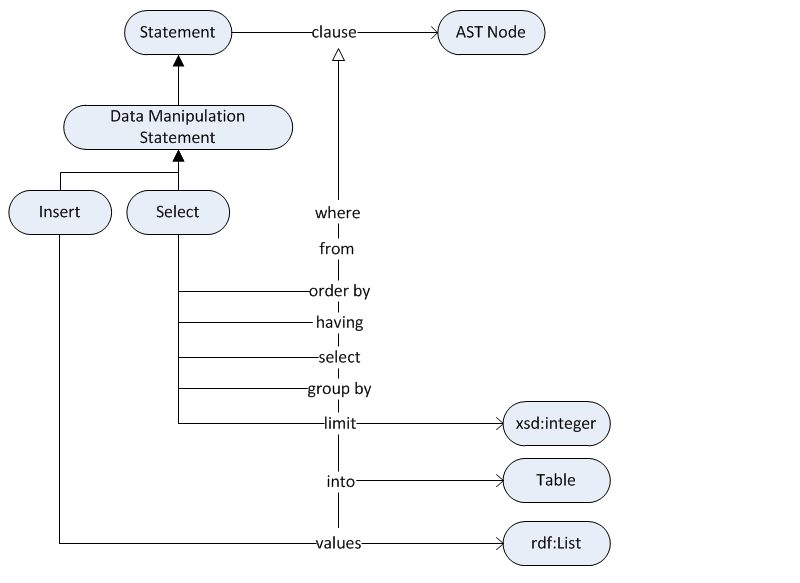 Statement
clause
AST Node
Data Manipulation
Statement
Insert
Select
where
from
order by
having
select
group by
limit
xsd:integer
into
Table
values
rdf:List